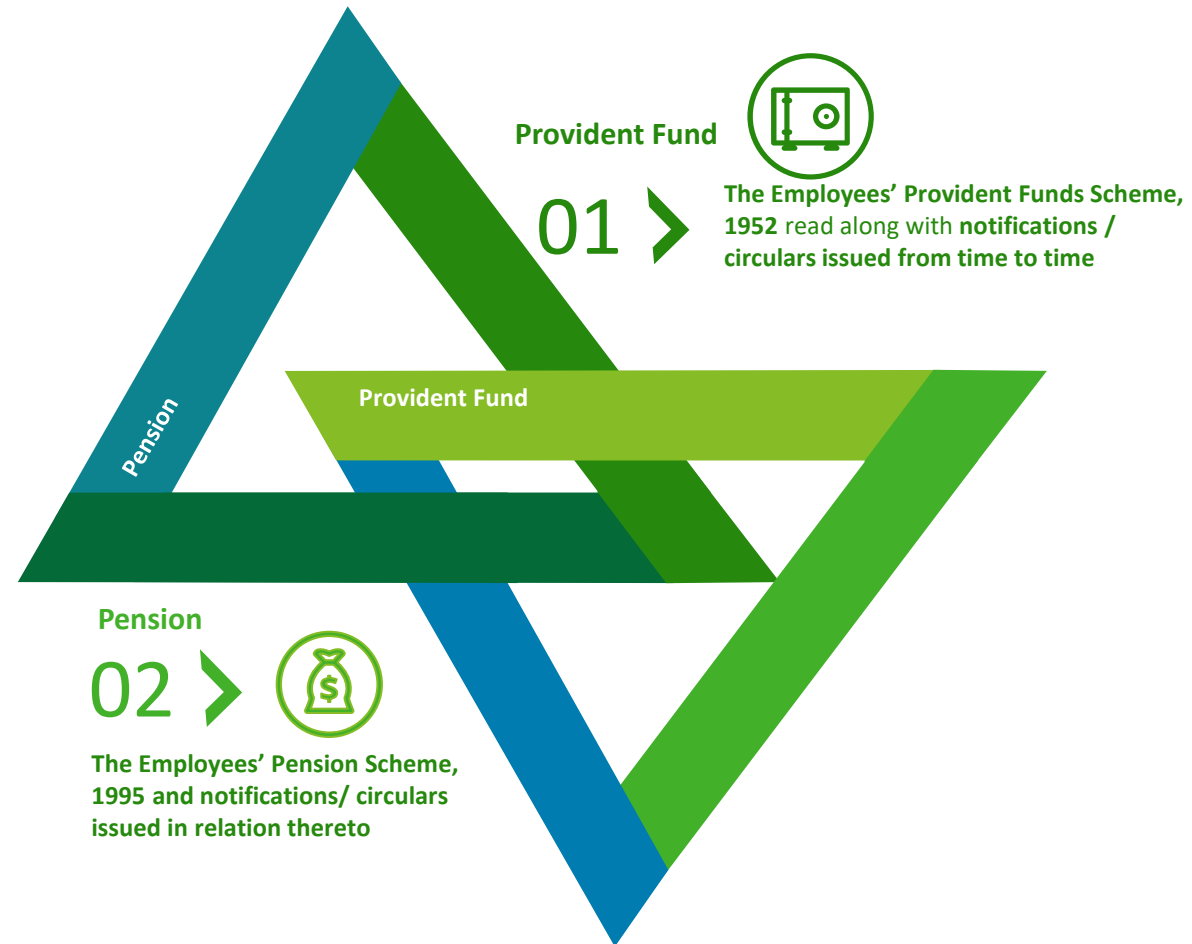 Provident Fund
01
The Employees’ Provident Funds Scheme,
1952 read along with notifications /
circulars issued from time to time
Provident Fund
Pension
Pension
02
$
The Employees’ Pension Scheme,
1995 and notifications/ circulars
issued in relation thereto